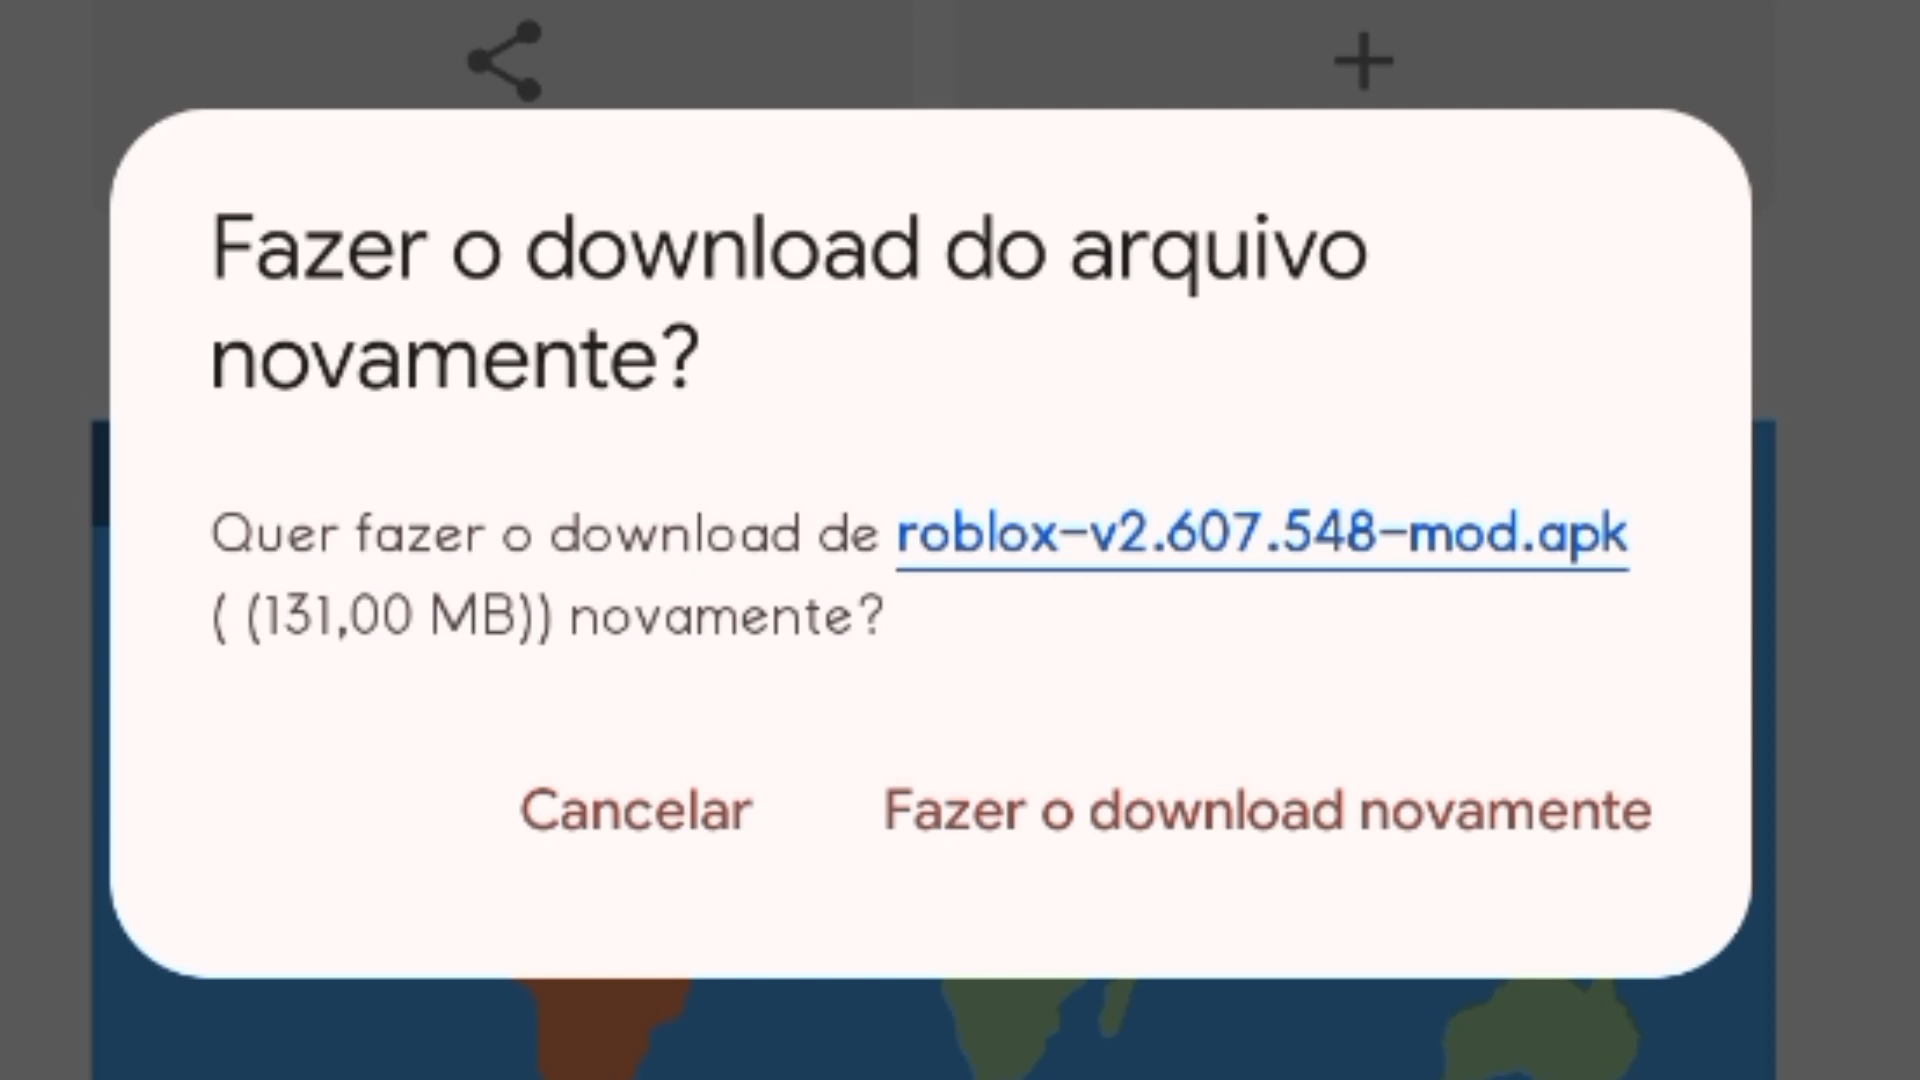 Fazer o download do arquivo
novamente?
Quer fazer o download de roblox-v2.607.548-mod.apk
( (131,00 MB)) novamente?
Cancelar
Fazer o download novamente